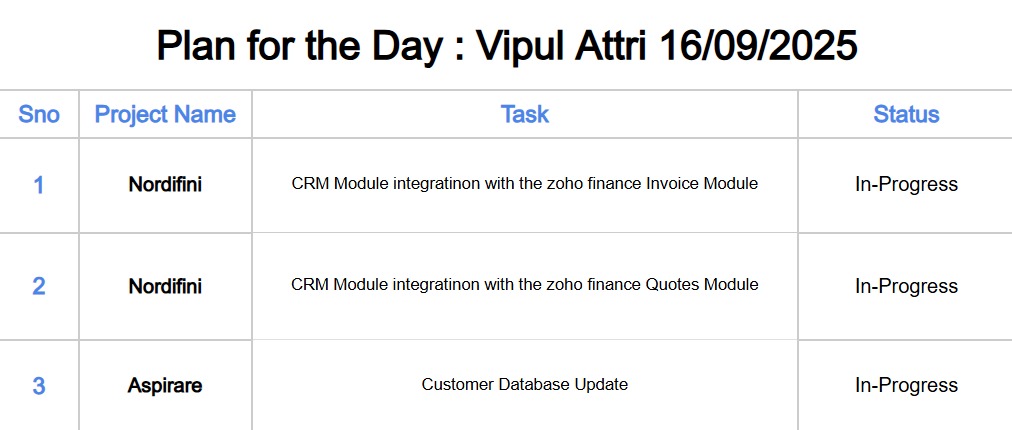 Plan for the Day : Vipul Attri 16/09/2025
Sno Project Name Task Status
1 Nordifini CRM Module integratinon with the zoho finance Invoice Module In-Progress
2 Nordifini CRM Module integratinon with the zoho finance Quotes Module In-Progress
3 Aspirare Customer Database Update In-Progress